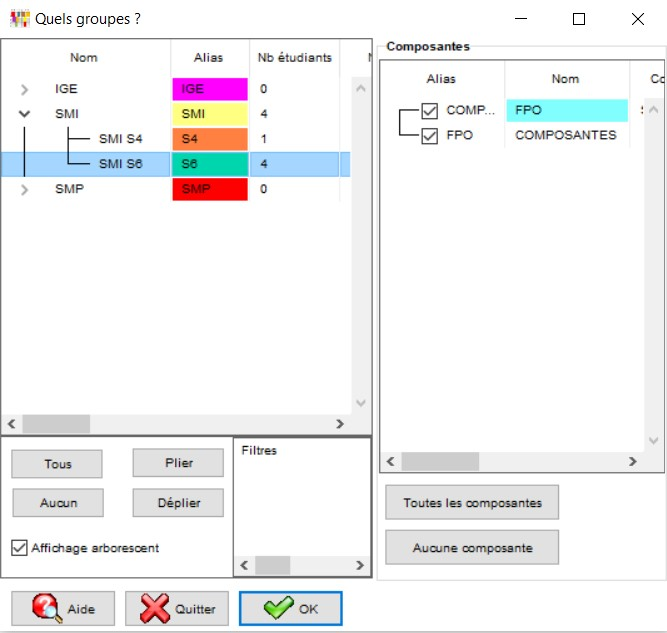 Quels groupes ?
Nom Alias Nb étudiants
IGE IGE 0
SMI SMI 4
SMI S4 S4 1
SMI S6 S6 4
SMP SMP 0
Composantes
Alias Nom Co
COMP... FPO
FPO COMPOSANTES
Tous Plier
Aucun Déplier
Affichage arborescent
Filtres
Toutes les composantes
Aucune composante
Aide Quitter OK